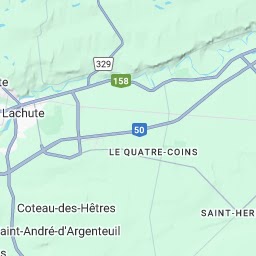 329
158
Lachute
50
LE QUATRE-COINS
Coteau-des-Hêtres
SAINT-HER
aint-André-d'Argenteuil